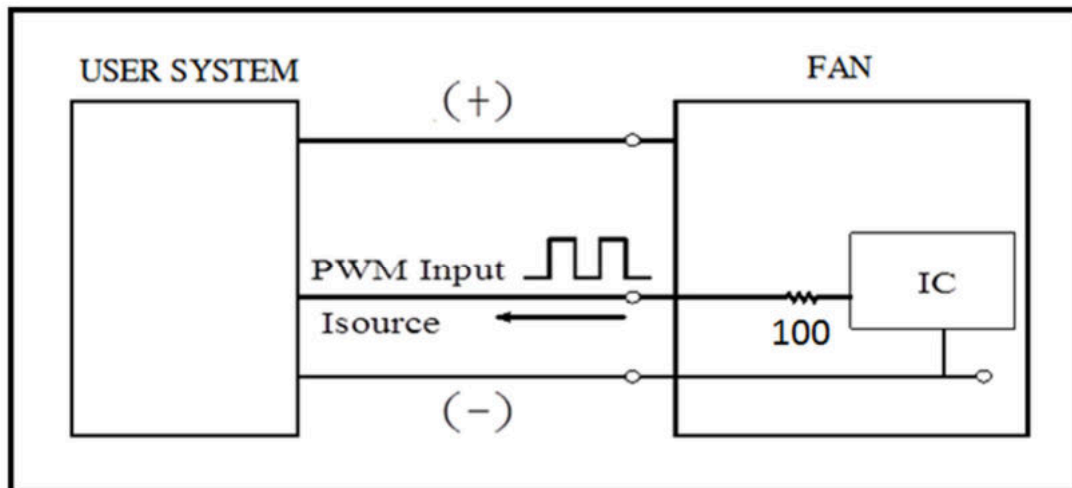 USER SYSTEM
FAN
(+)
PWM Input
IC
Isource
100
(-)